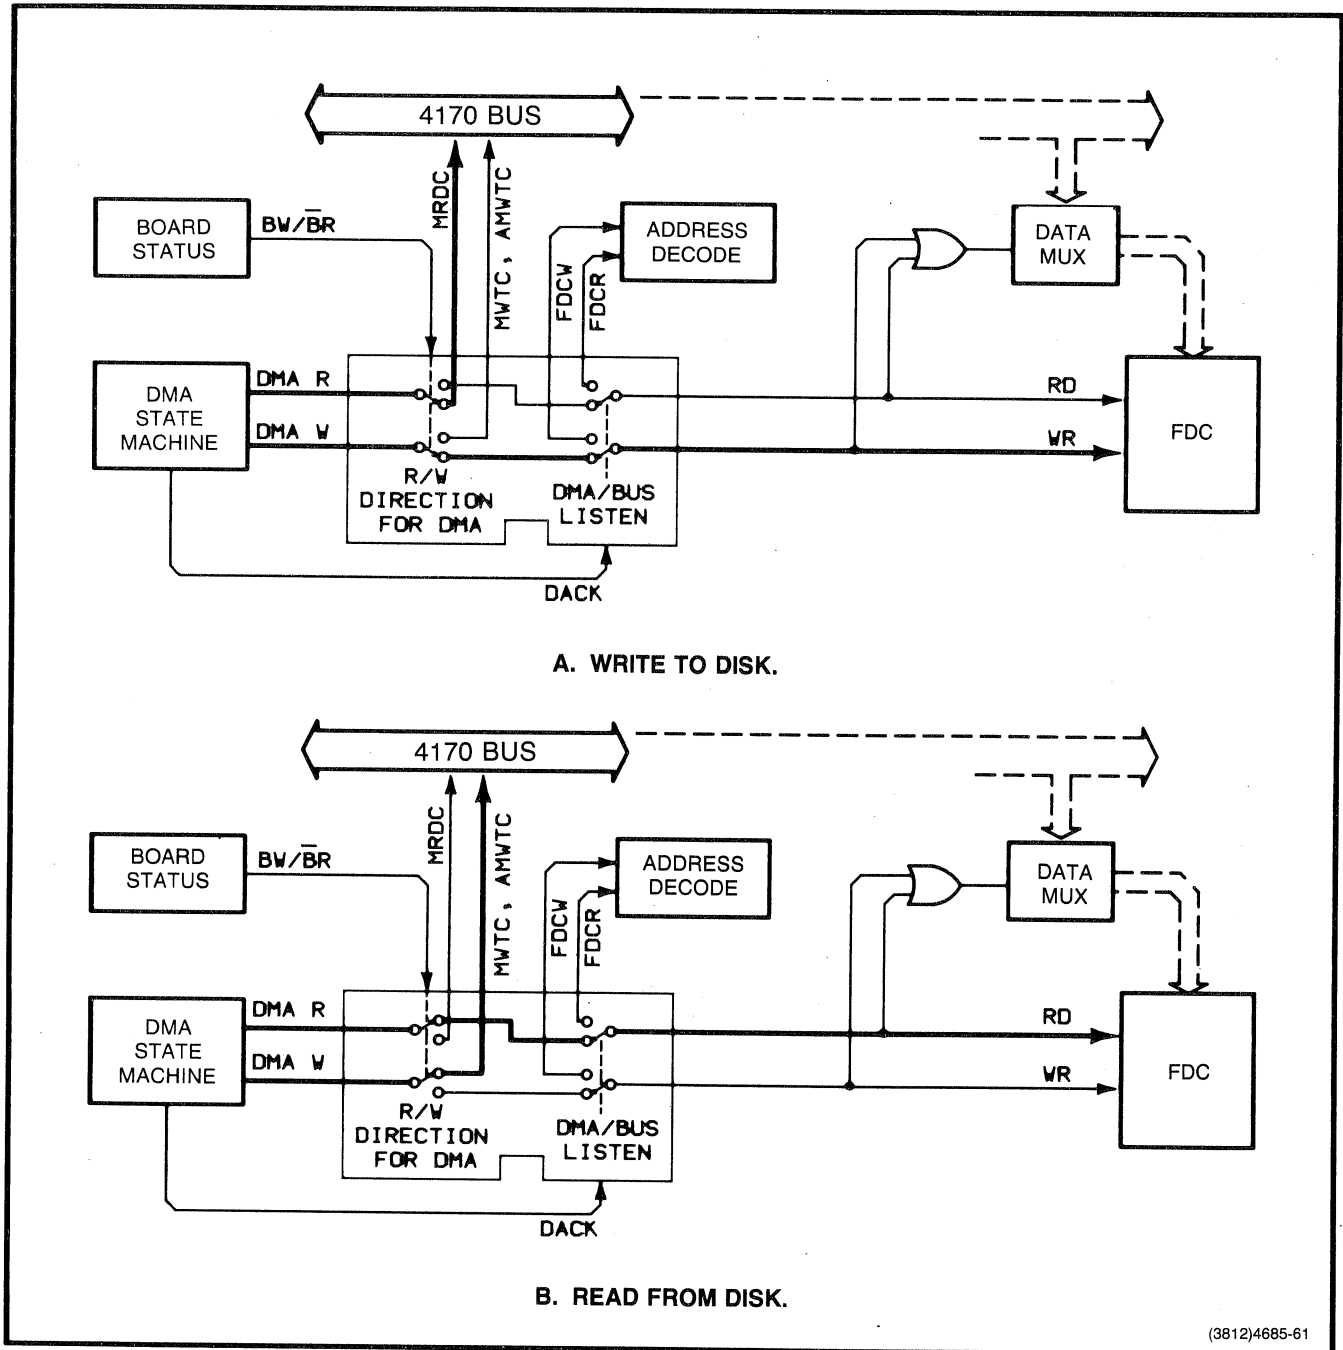 4170 BUS
MRDC
MWTC, AMWTC
BOARD
STATUS
BW/B̅R
ADDRESS
DECODE
FDCW
FDCR
DATA
MUX
DMA
STATE
MACHINE
DMA R
DMA W
R/W
DIRECTION
FOR DMA
DMA/BUS
LISTEN
RD
WR
FDC
DACK
A. WRITE TO DISK.
4170 BUS
MRDC
MWTC, AMWTC
BOARD
STATUS
BW/B̅R
ADDRESS
DECODE
FDCW
FDCR
DATA
MUX
DMA
STATE
MACHINE
DMA R
DMA W
R/W
DIRECTION
FOR DMA
DMA/BUS
LISTEN
RD
WR
FDC
DACK
B. READ FROM DISK.
(3812)4685-61